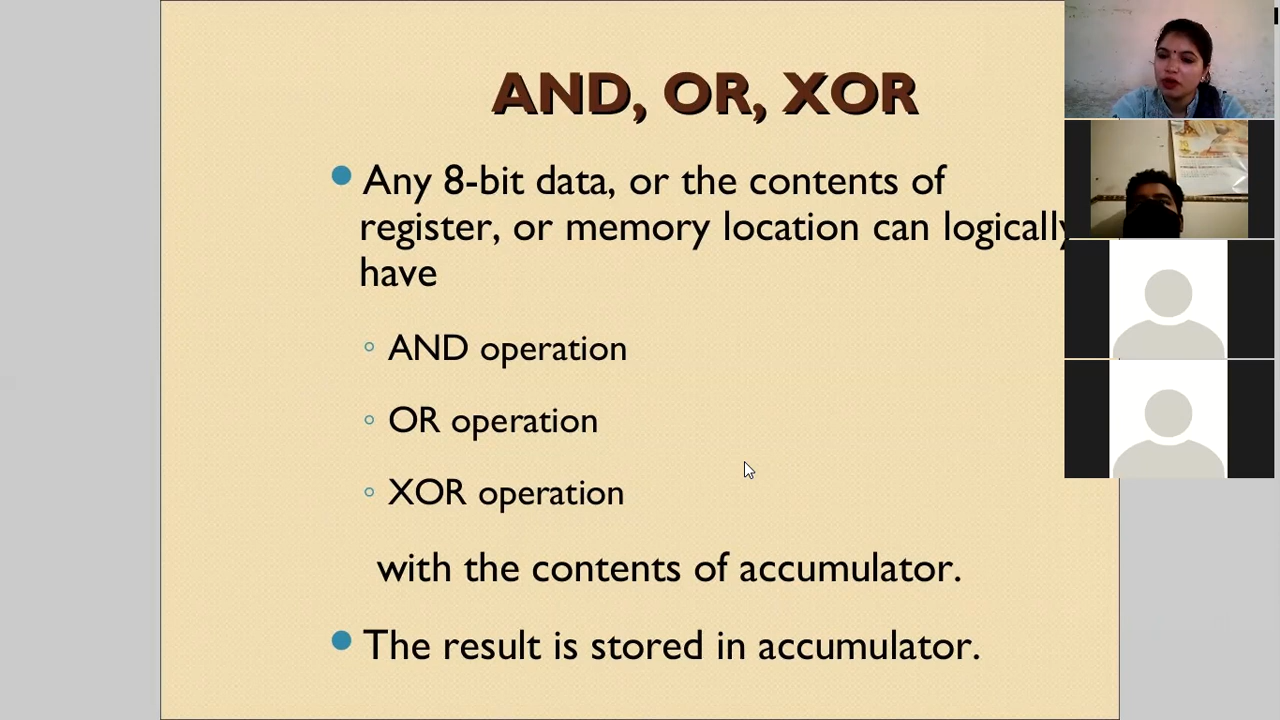 AND, OR, XOR
Any 8-bit data, or the contents of
register, or memory location can logically
have
AND operation
OR operation
XOR operation
with the contents of accumulator.
The result is stored in accumulator.